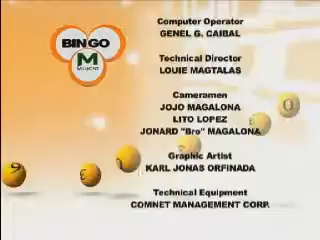 BINGO
M
Computer Operator
GENEL G. CAIBAL
Technical Director
LOUIE MAGTALAS
Cameramen
JOJO MAGALONA
LITO LOPEZ
JONARD "Bro" MAGALONA
Graphic Artist
KARL JONAS ORFINADA
Technical Equipment
COMNET MANAGEMENT CORP.